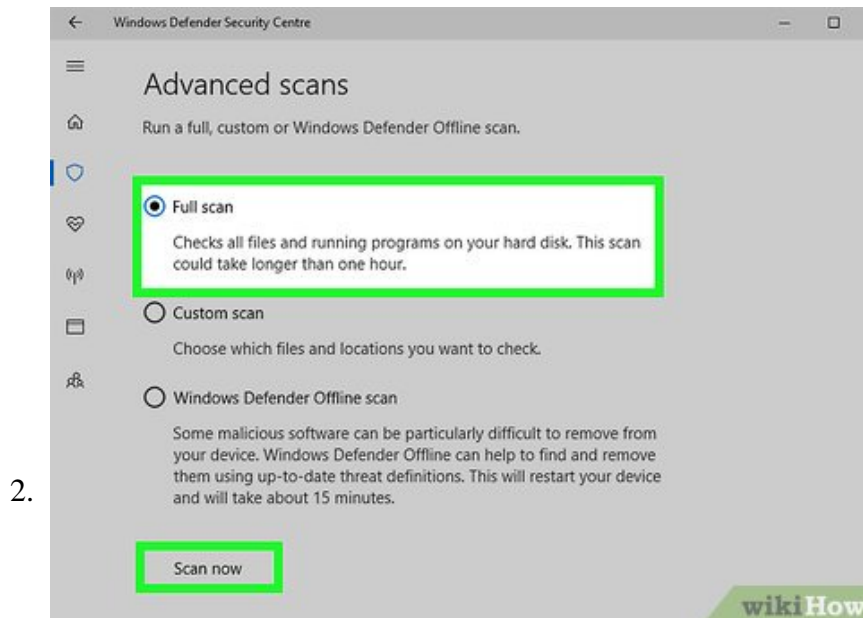 Windows Defender Security Centre
Advanced scans
Run a full, custom or Windows Defender Offline scan.
Full scan
Checks all files and running programs on your hard disk. This scan
could take longer than one hour.
Custom scan
Choose which files and locations you want to check.
Windows Defender Offline scan
Some malicious software can be particularly difficult to remove from
your device. Windows Defender Offline can help to find and remove
them using up-to-date threat definitions. This will restart your device
and will take about 15 minutes.
2.
Scan now
wikiHow